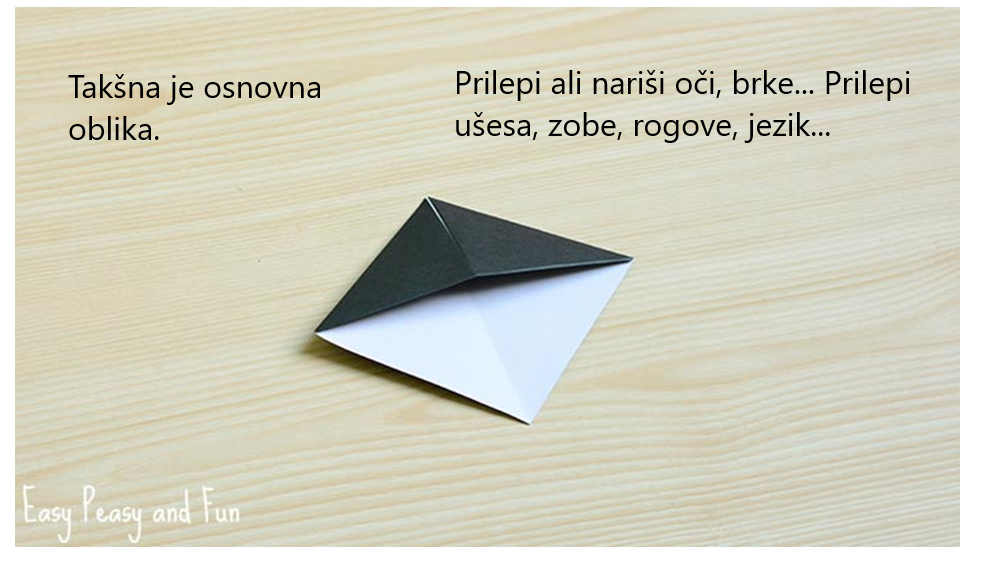 Takšna je osnovna
oblika.
Prilepi ali nariši oči, brke... Prilepi
ušesa, zobe, rogove, jezik...
Easy Peasy and Fun